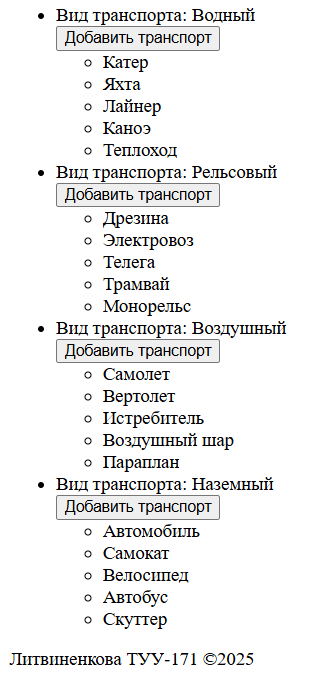 Вид транспорта: Водный
Добавить транспорт
Катер
Яхта
Лайнер
Каноэ
Теплоход
Вид транспорта: Рельсовый
Добавить транспорт
Дрезина
Электровоз
Телега
Трамвай
Монорельс
Вид транспорта: Воздушный
Добавить транспорт
Самолет
Вертолет
Истребитель
Воздушный шар
Параплан
Вид транспорта: Наземный
Добавить транспорт
Автомобиль
Самокат
Велосипед
Автобус
Скуттер
Литвиненкова ТУУ-171 ©2025